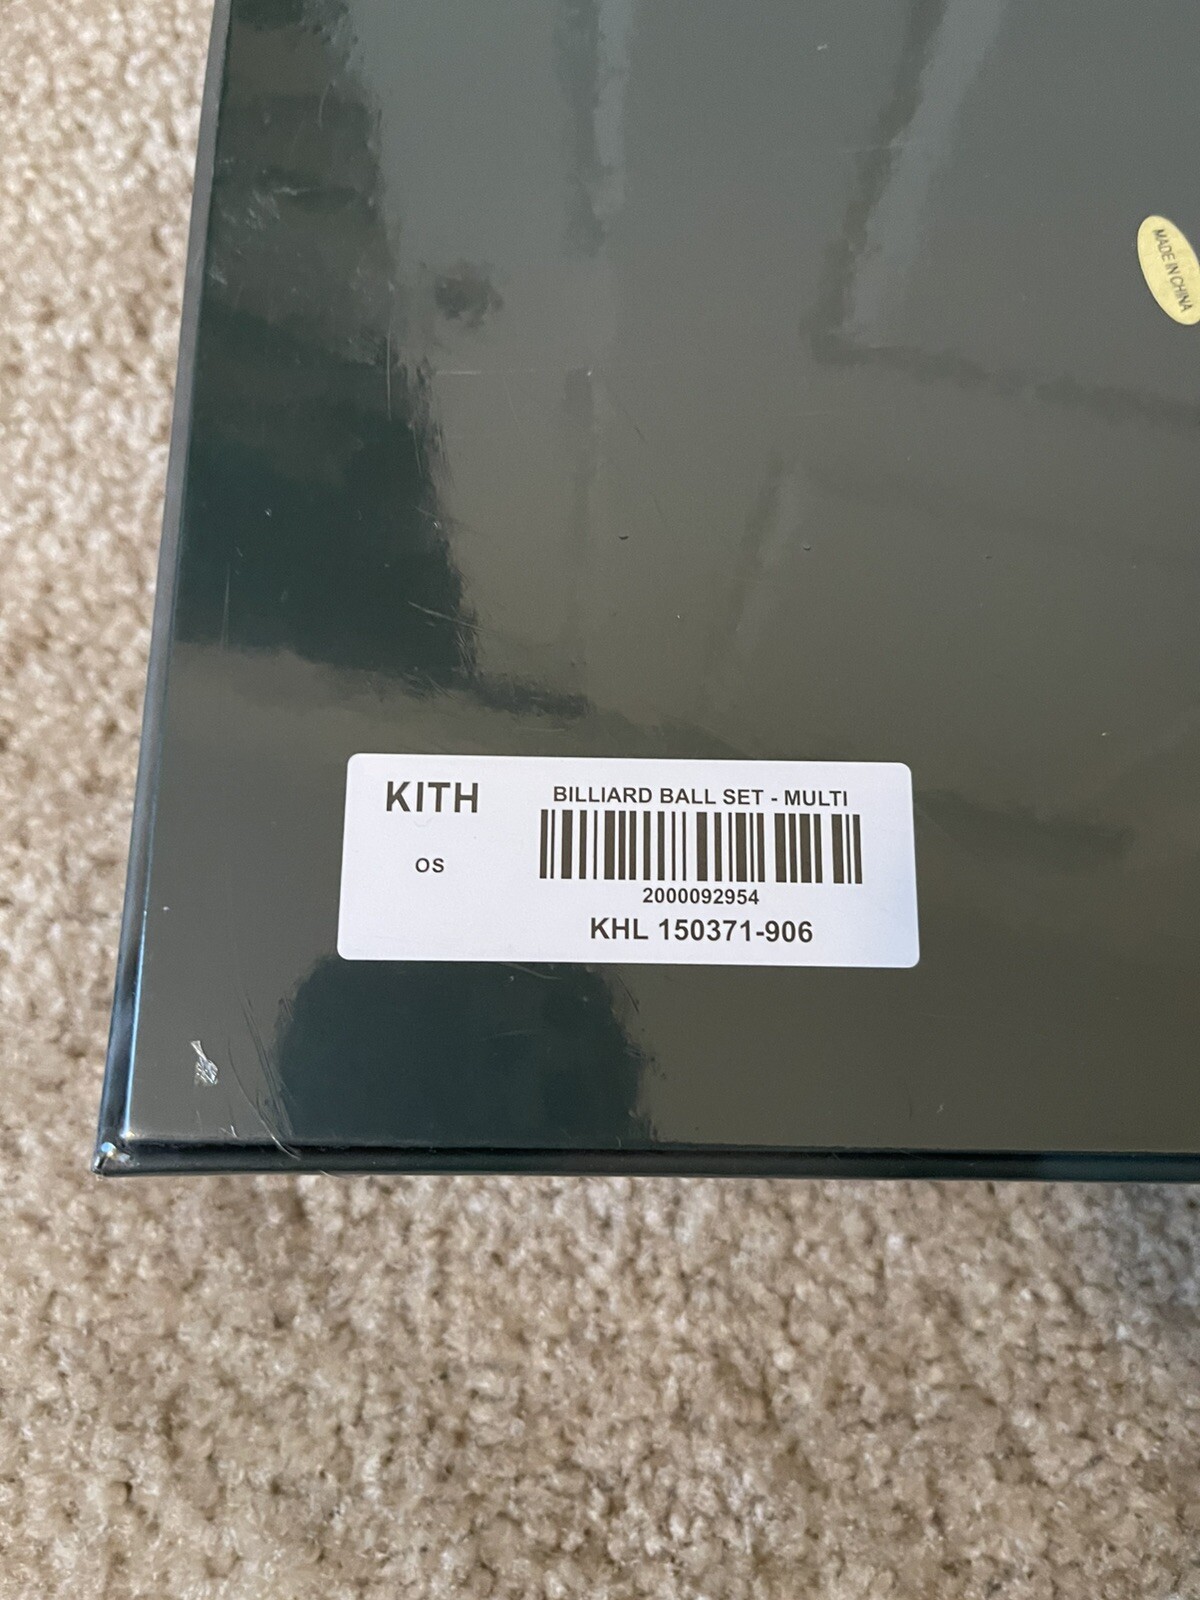 MADE IN CHINA
KITH
BILLIARD BALL SET - MULTI
OS
2000092954
KHL 150371-906